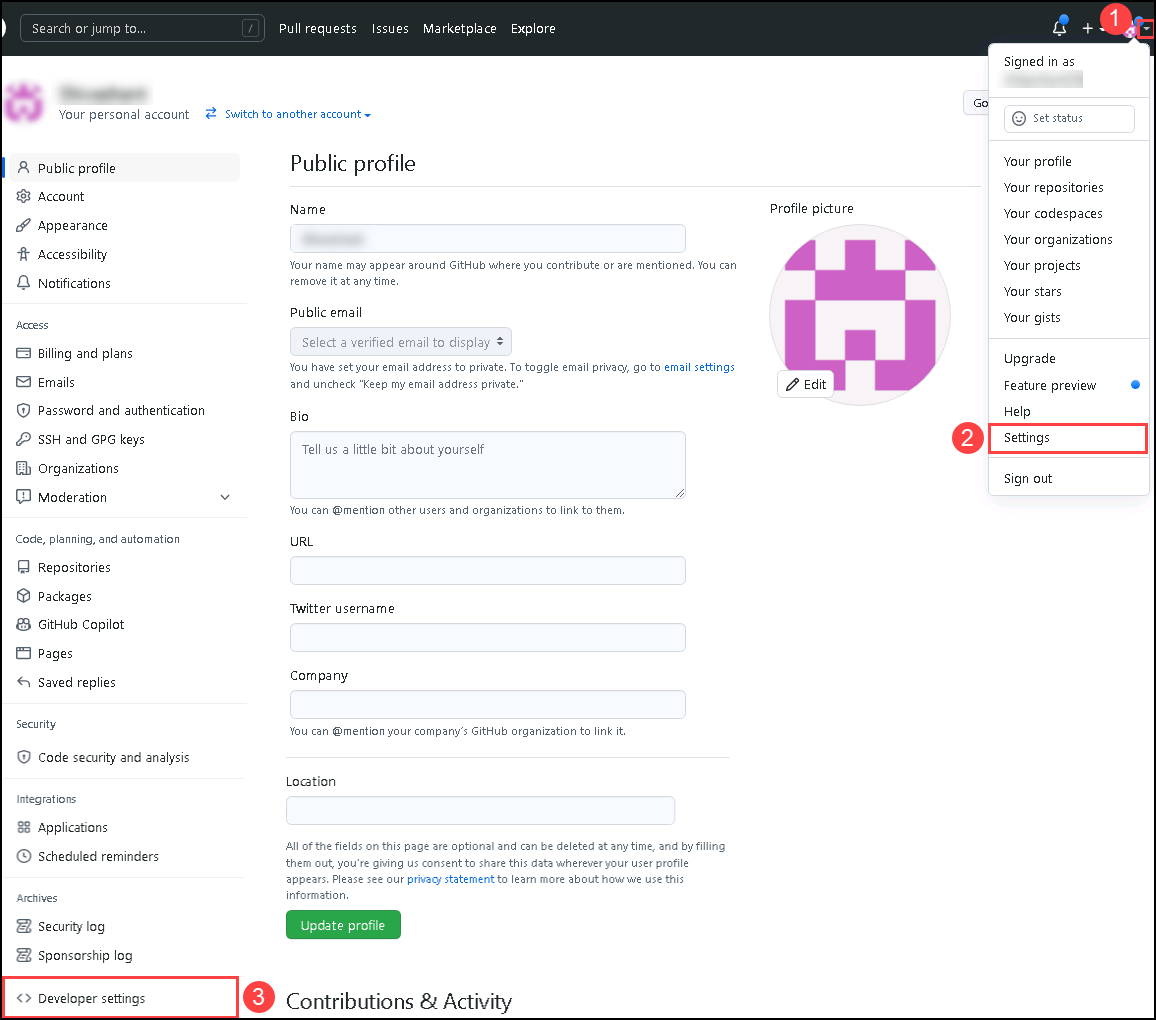 Search or jump to... /
Pull requests
Issues
Marketplace
Explore
1
Your personal account
Switch to another account
Go
Signed in as
Set status
Your profile
Your repositories
Your codespaces
Your organizations
Your projects
Your stars
Your gists
Upgrade
Feature preview
Help
2
Settings
Sign out
Public profile
Account
Appearance
Accessibility
Notifications
Access
Billing and plans
Emails
Password and authentication
SSH and GPG keys
Organizations
Moderation
Code, planning, and automation
Repositories
Packages
GitHub Copilot
Pages
Saved replies
Security
Code security and analysis
Integrations
Applications
Scheduled reminders
Archives
Security log
Sponsorship log
Developer settings
3
Public profile
Name
Your name may appear around GitHub where you contribute or are mentioned. You can
remove it at any time.
Public email
Select a verified email to display
You have set your email address to private. To toggle email privacy, go to email settings
and uncheck "Keep my email address private."
Bio
Tell us a little bit about yourself
You can @mention other users and organizations to link to them.
URL
Twitter username
Company
You can @mention your company's GitHub organization to link it.
Location
All of the fields on this page are optional and can be deleted at any time, and by filling
them out, you're giving us consent to share this data wherever your user profile
appears. Please see our privacy statement to learn more about how we use this
information.
Update profile
Profile picture
Edit
Contributions & Activity